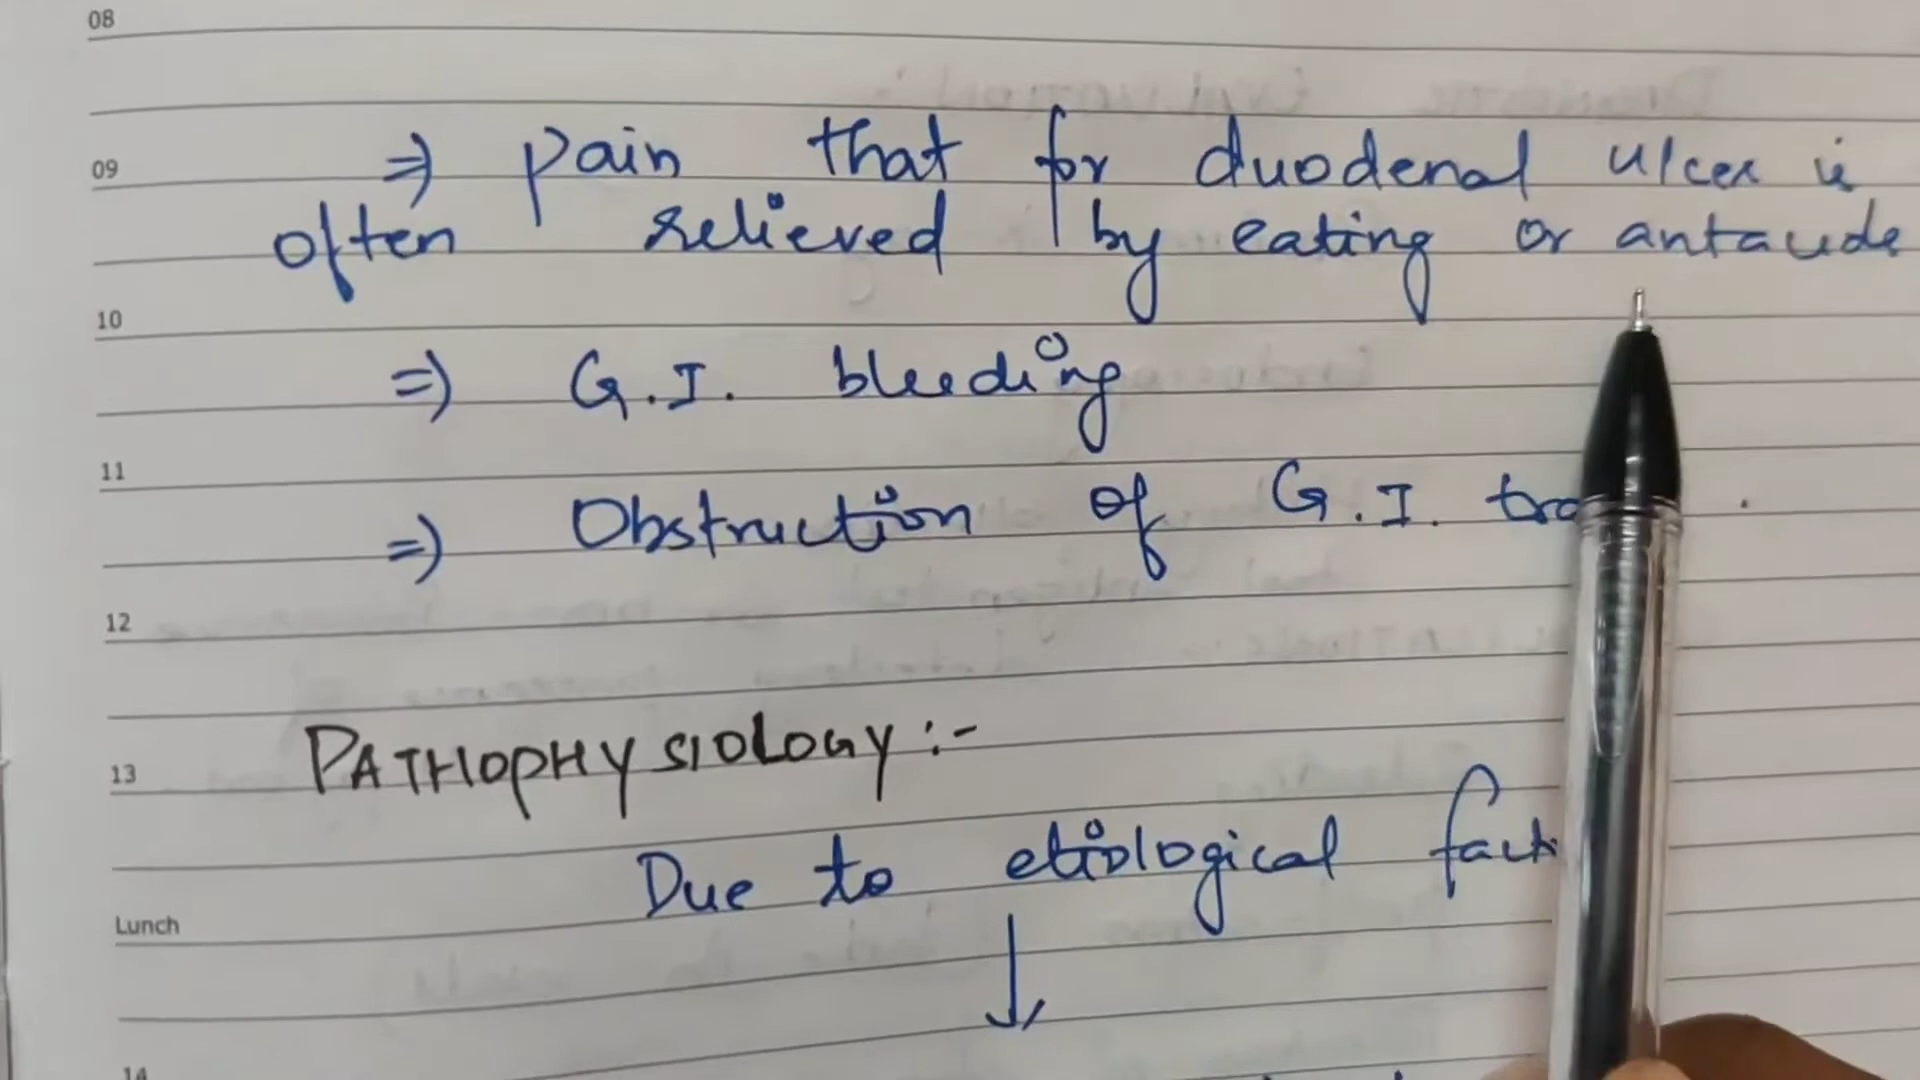 08
09 ⇒ pain that for duodenal ulcer is
often relieved by eating or antacids
10
⇒ G.I. bleeding
11
⇒ Obstruction of G.I.
12
13 PATHOPHYSIOLOGY :-
Due to etiological
Lunch
↓
14